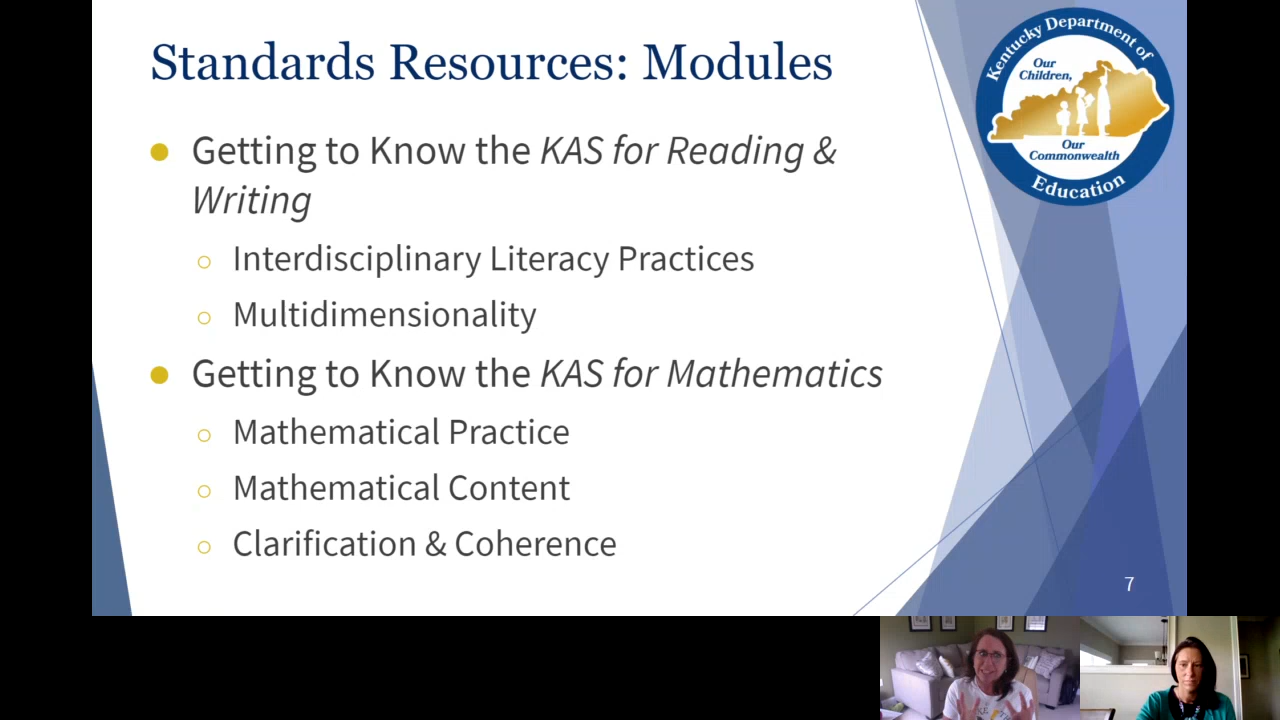 Standards Resources: Modules
Kentucky Department of
Our
Children,
Our
Commonwealth
Education
Getting to Know the KAS for Reading &
Writing
Interdisciplinary Literacy Practices
Multidimensionality
Getting to Know the KAS for Mathematics
Mathematical Practice
Mathematical Content
Clarification & Coherence
7